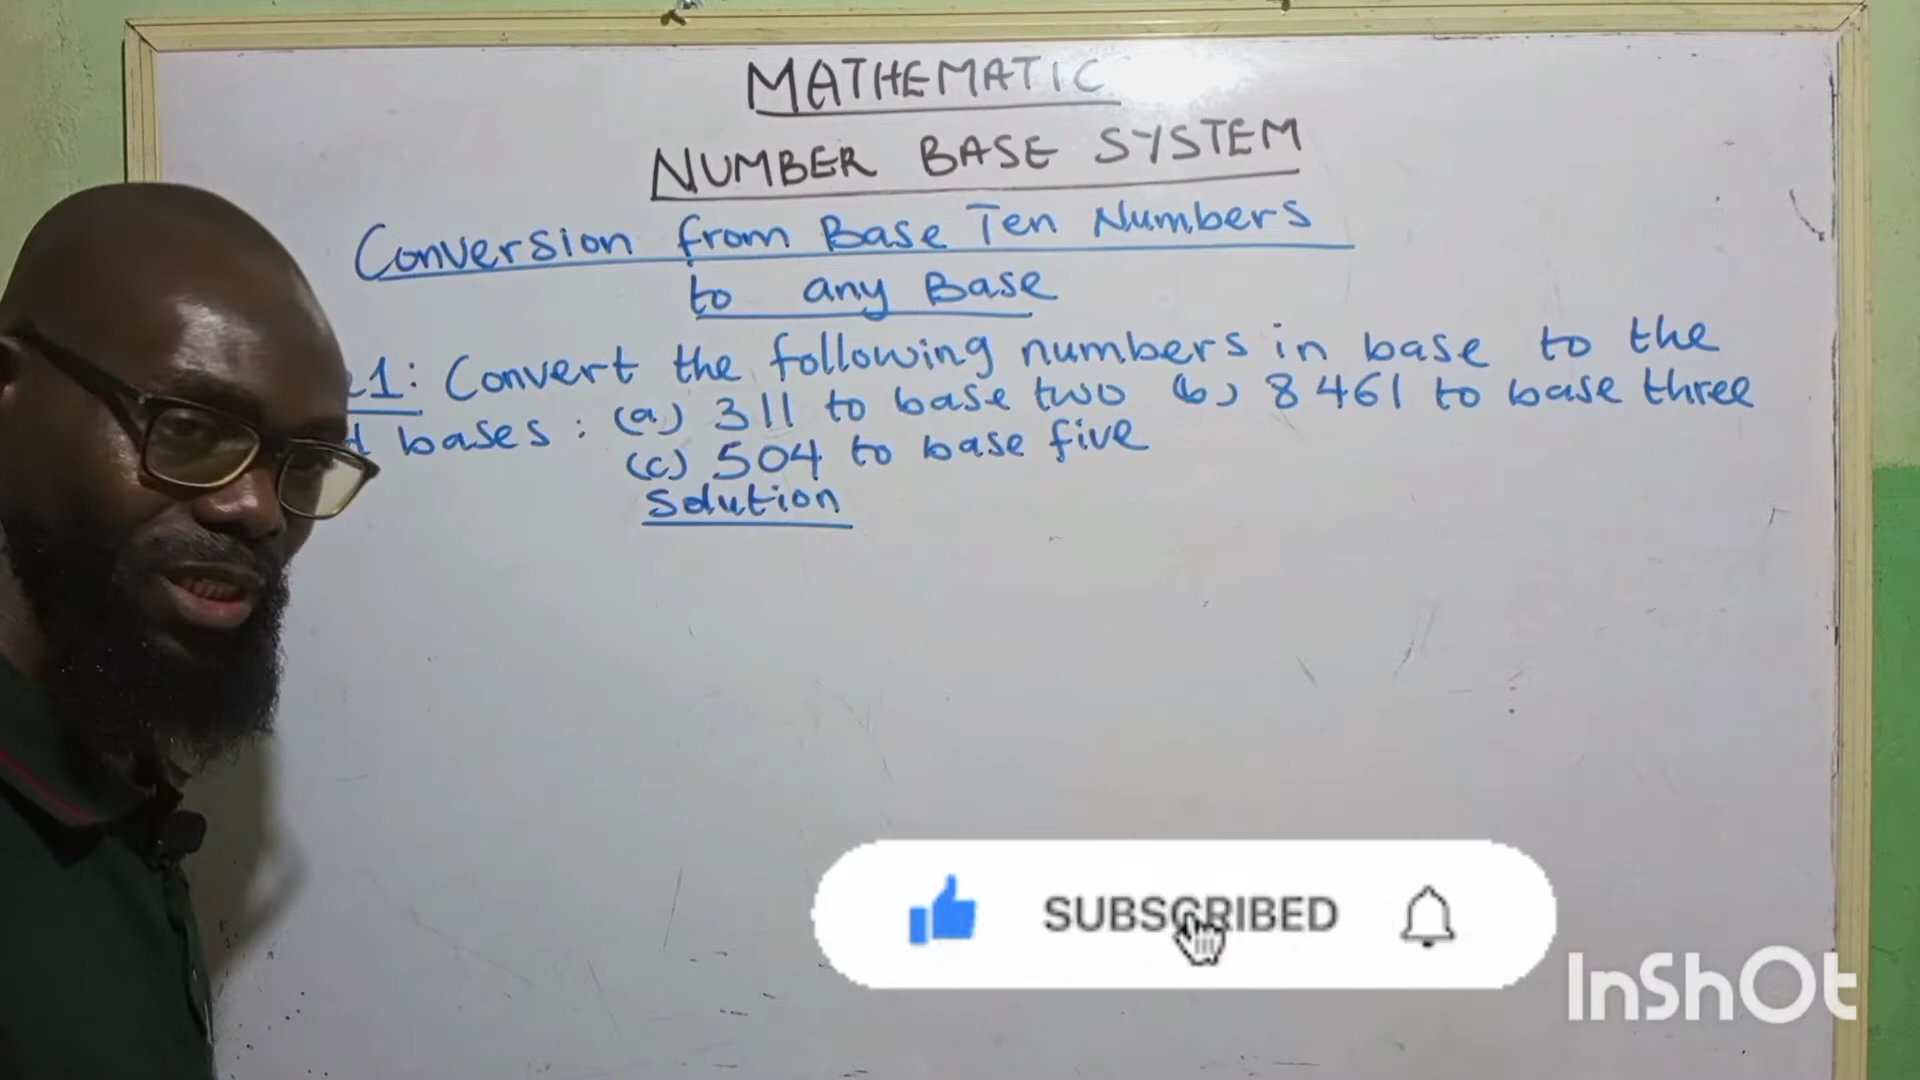 MATHEMATIC
NUMBER BASE SYSTEM
Conversion from Base Ten Numbers
to any Base
1: Convert the following numbers in base to the
bases: (a) 311 to base two (b) 8461 to base three
(c) 504 to base five
Solution
SUBSCRIBED
InShOt